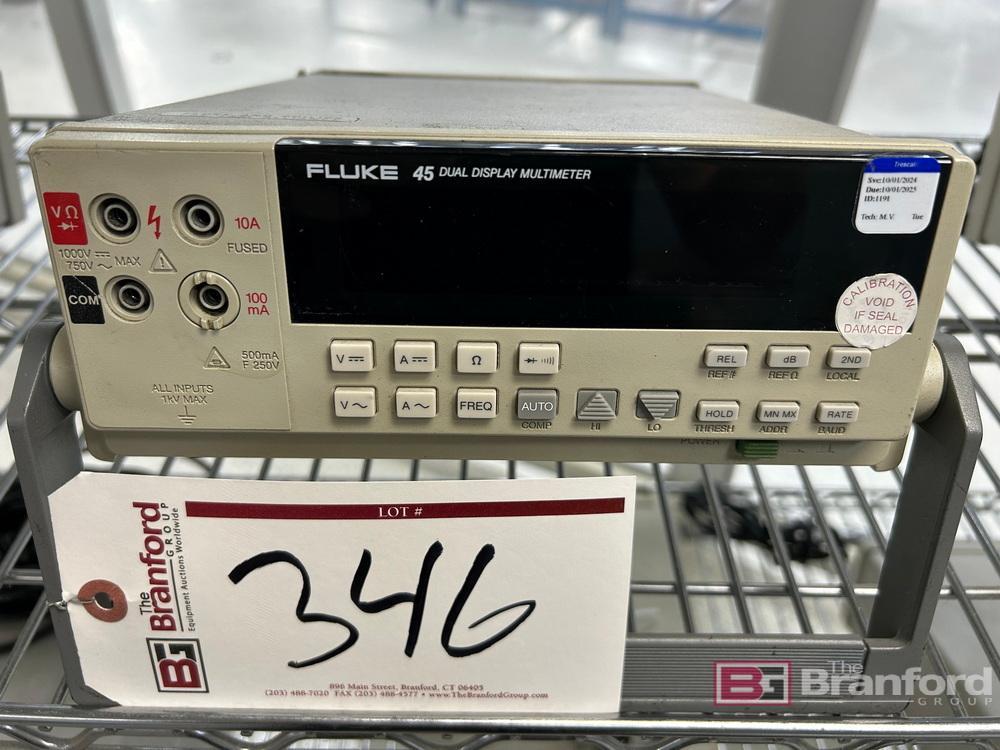 FLUKE 45 DUAL DISPLAY MULTIMETER
Trescal
Svc:10/01/2024
Due:10/01/2025
ID:1191
Tech: M.V. Tue
CALIBRATION
VOID
IF SEAL
DAMAGED
V Ω
10A
FUSED
1000V
750V ~ MAX
COM
100
mA
500mA
F 250V
ALL INPUTS
1kV MAX
V A Ω
REL dB 2ND
REF# REF Ω LOCAL
V~ A~ FREQ AUTO
COMP HI LO
HOLD MN MX RATE
THRESH ADDR BAUD
POWER
LOT #
346
The
Branford
GROUP
Equipment Auctions Worldwide
BG
896 Main Street, Branford, CT 06405
(203) 488-7020 FAX (203) 488-4577 • www.TheBranfordGroup.com
BG The
Branford
GROUP